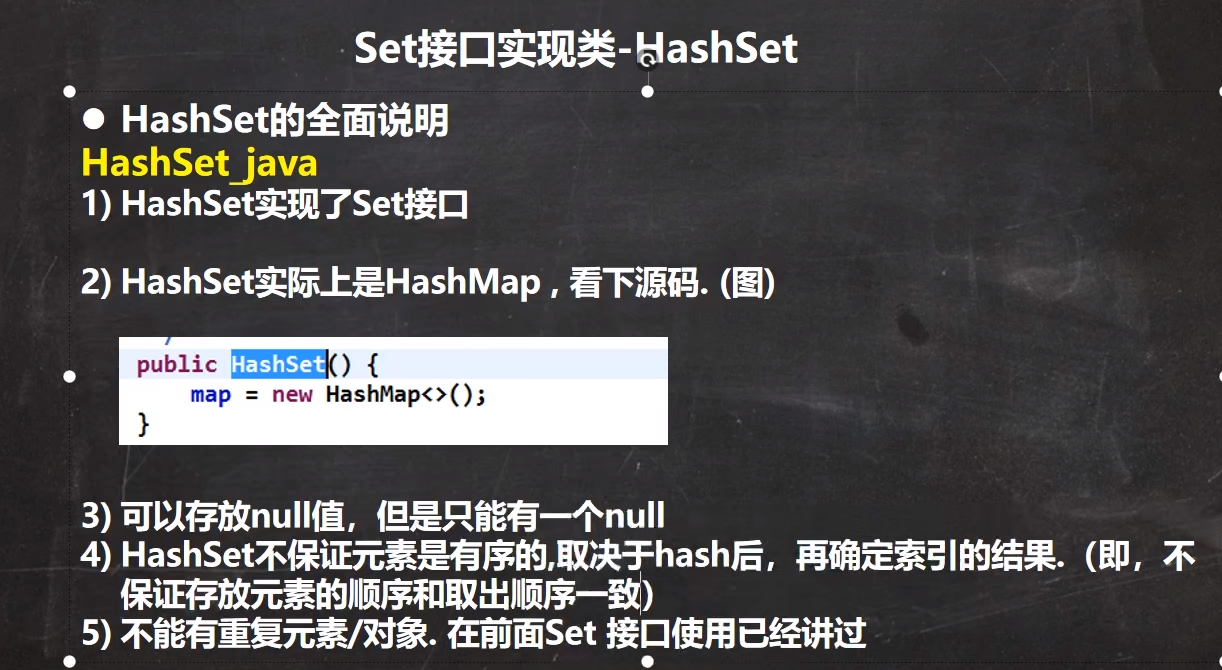 Set接口实现类-HashSet
● HashSet的全面说明
HashSet_java
1) HashSet实现了Set接口
2) HashSet实际上是HashMap , 看下源码. (图)
public HashSet() {
map = new HashMap<>();
}
3) 可以存放null值，但是只能有一个null
4) HashSet不保证元素是有序的,取决于hash后，再确定索引的结果.（即，不
保证存放元素的顺序和取出顺序一致）
5) 不能有重复元素/对象. 在前面Set 接口使用已经讲过